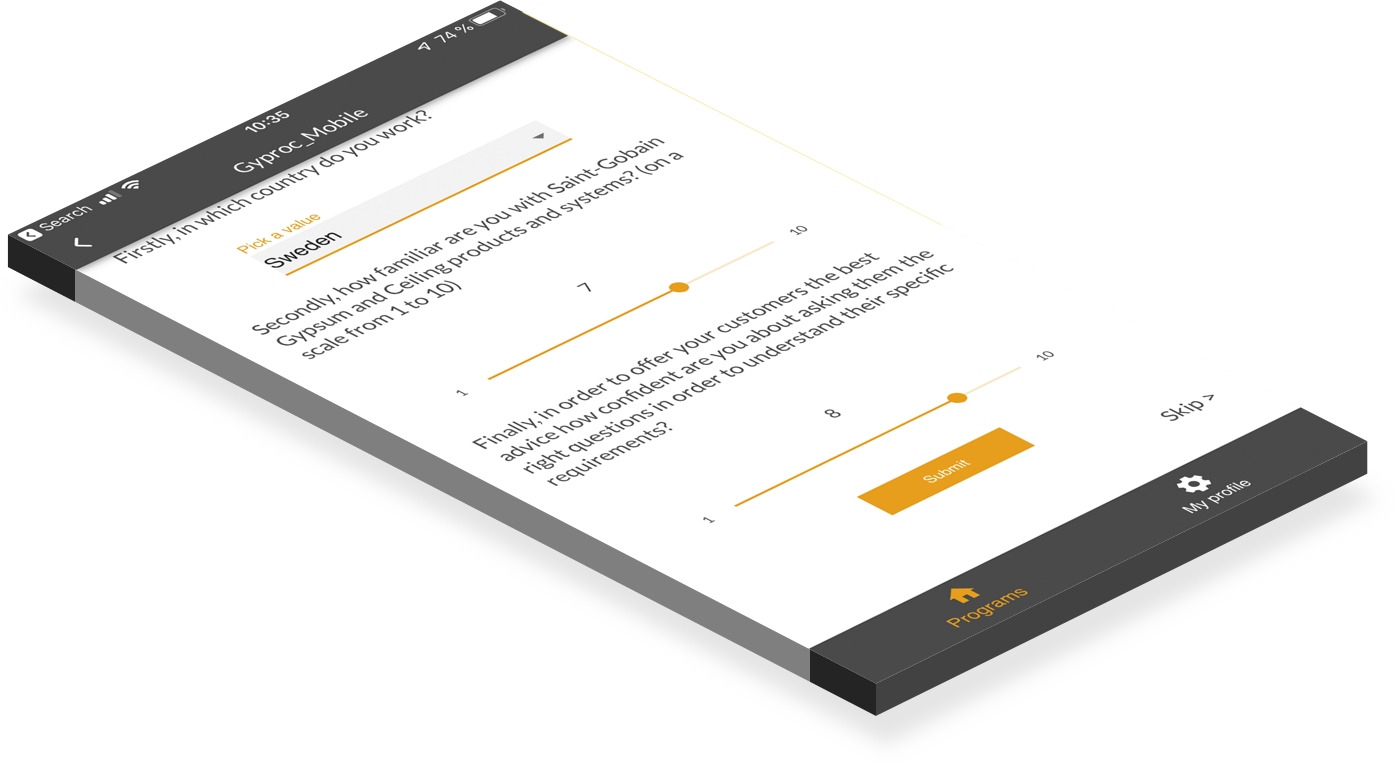 Search
10:35
74 %
Gyproc_Mobile
Firstly, in which country do you work?
Pick a value
Sweden
Secondly, how familiar are you with Saint-Gobain
Gypsum and Ceiling products and systems? (on a
scale from 1 to 10)
7
1
10
Finally, in order to offer your customers the best
advice how confident are you about asking them the
right questions in order to understand their specific
requirements?
8
1
10
Submit
Skip >
Programs
My profile